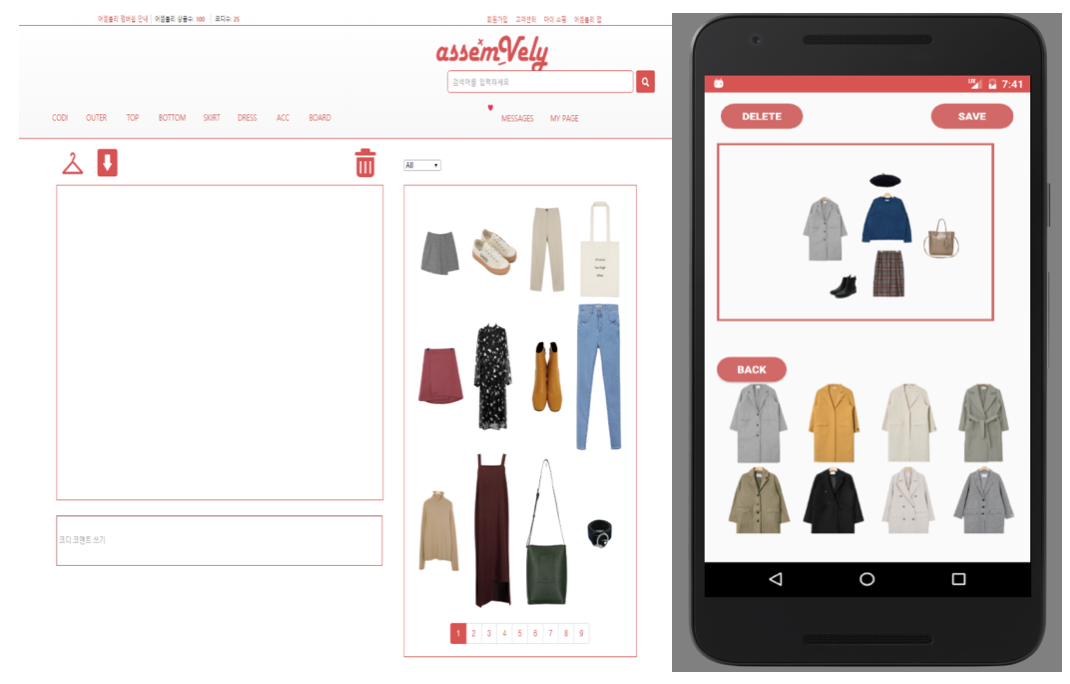 어셈블리 멤버쉽 안내 어셈블리 상품수: 100 코디수: 25
회원가입 고객센터 마이 쇼핑 어셈블리 앱
assemVely
검색어를 입력하세요
CODI OUTER TOP BOTTOM SKIRT DRESS ACC BOARD MESSAGES MY PAGE
All
코디 코멘트 쓰기
1 2 3 4 5 6 7 8 9
LTE 7:41
DELETE SAVE
BACK